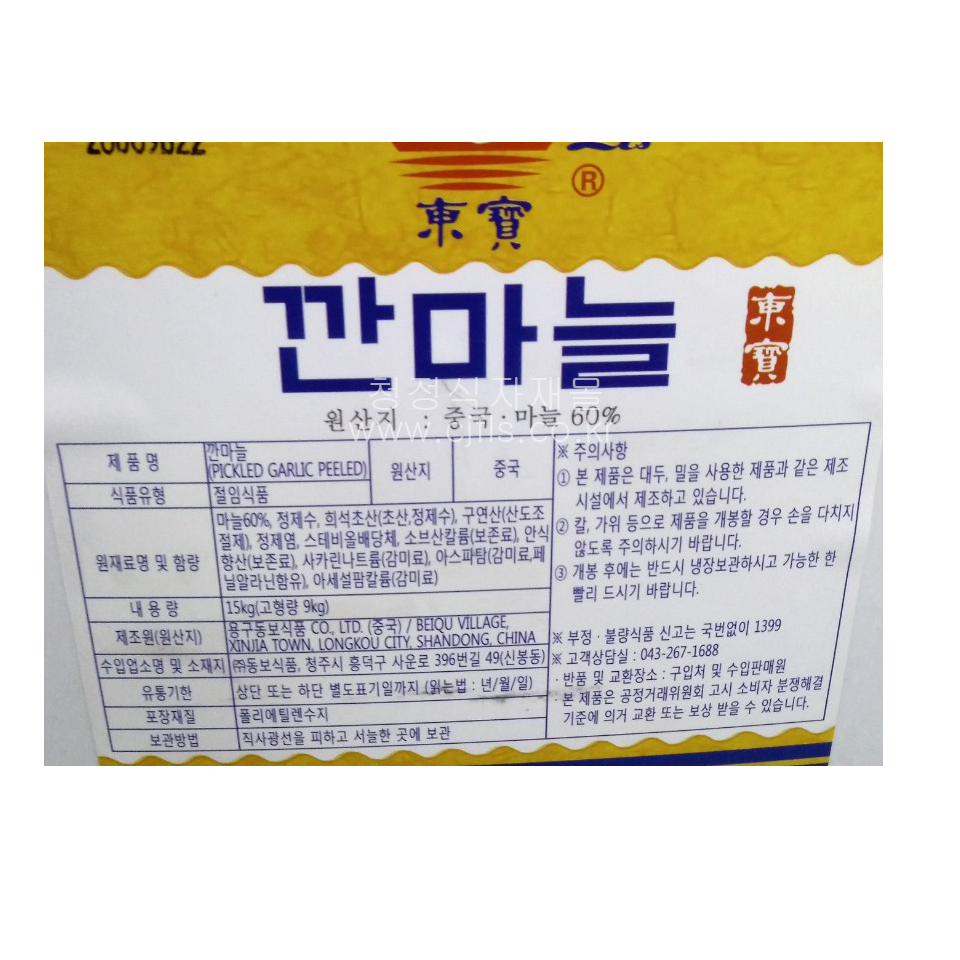 ®
東寶
깐마늘
東
寶
청정식자재몰
원산지 : 중국·마늘 60%
www.cjfls.co.kr
제 품 명
깐마늘
(PICKLED GARLIC PEELED)
원산지
중국
식품유형
절임식품
원재료명 및 함량
마늘60%, 정제수, 희석초산(초산,정제수), 구연산(산도조
절제), 정제염, 스테비올배당체, 소브산칼륨(보존료), 안식
향산(보존료), 사카린나트륨(감미료), 아스파탐(감미료,페
닐알라닌함유), 아세설팜칼륨(감미료)
내 용 량
15kg(고형량 9kg)
제조원(원산지)
용구동보식품 CO., LTD. (중국) / BEIQU VILLAGE,
XINJIA TOWN, LONGKOU CITY, SHANDONG, CHINA
수입업소명 및 소재지
㈜동보식품, 청주시 흥덕구 사운로 396번길 49(신봉동)
유통기한
상단 또는 하단 별도표기일까지 (읽는법 : 년/월/일)
포장재질
폴리에틸렌수지
보관방법
직사광선을 피하고 서늘한 곳에 보관
※ 주의사항
① 본 제품은 대두, 밀을 사용한 제품과 같은 제조
시설에서 제조하고 있습니다.
② 칼, 가위 등으로 제품을 개봉할 경우 손을 다치지
않도록 주의하시기 바랍니다.
③ 개봉 후에는 반드시 냉장보관하시고 가능한 한
빨리 드시기 바랍니다.
※ 부정·불량식품 신고는 국번없이 1399
※ 고객상담실 : 043-267-1688
· 반품 및 교환장소 : 구입처 및 수입판매원
· 본 제품은 공정거래위원회 고시 소비자 분쟁해결
기준에 의거 교환 또는 보상 받을 수 있습니다.